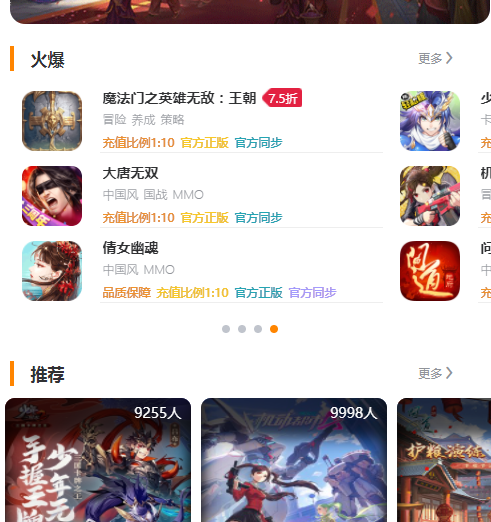 火爆
更多
魔法门之英雄无敌：王朝 7.5折
冒险 养成 策略
充值比例1:10 官方正版 官方同步
大唐无双
中国风 国战 MMO
充值比例1:10 官方正版 官方同步
倩女幽魂
中国风 MMO
品质保障 充值比例1:10 官方正版 官方同步
少
卡
充
机
冒
充
问
中
充
问道
推荐
更多
9255人
9998人
少年元
手握王牌
护粮演练